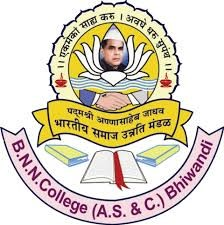 । एकमेकां साह्य करु । अवघे धरु सुपंथ ।
पद्मश्री अण्णासाहेब जाधव
भारतीय समाज उन्नति मंडळ
B.N.N.College (A.S. & C.) Bhiwandi